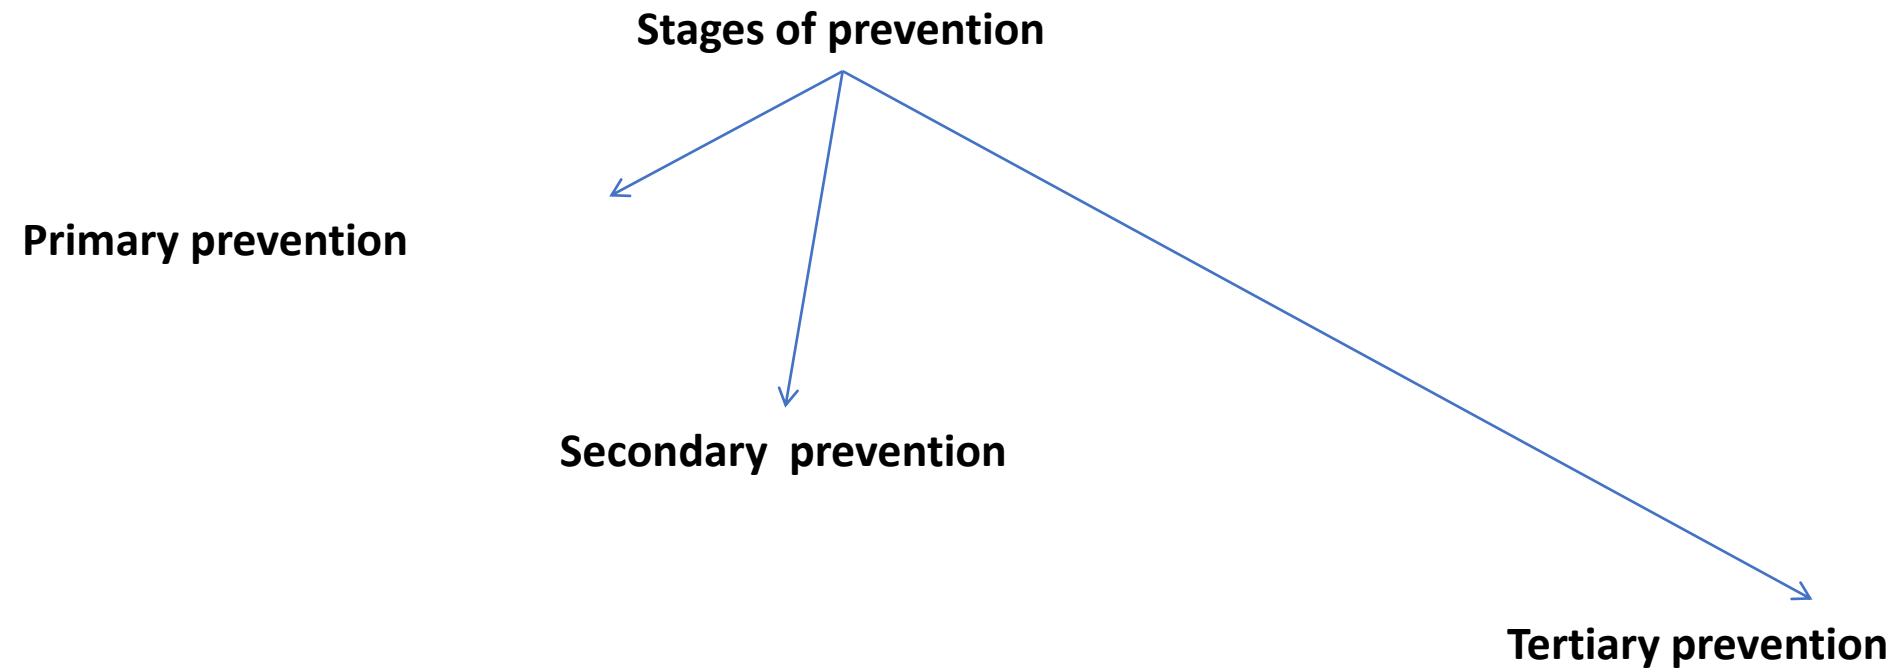 Stages of prevention
Primary prevention
Secondary  prevention
Tertiary prevention